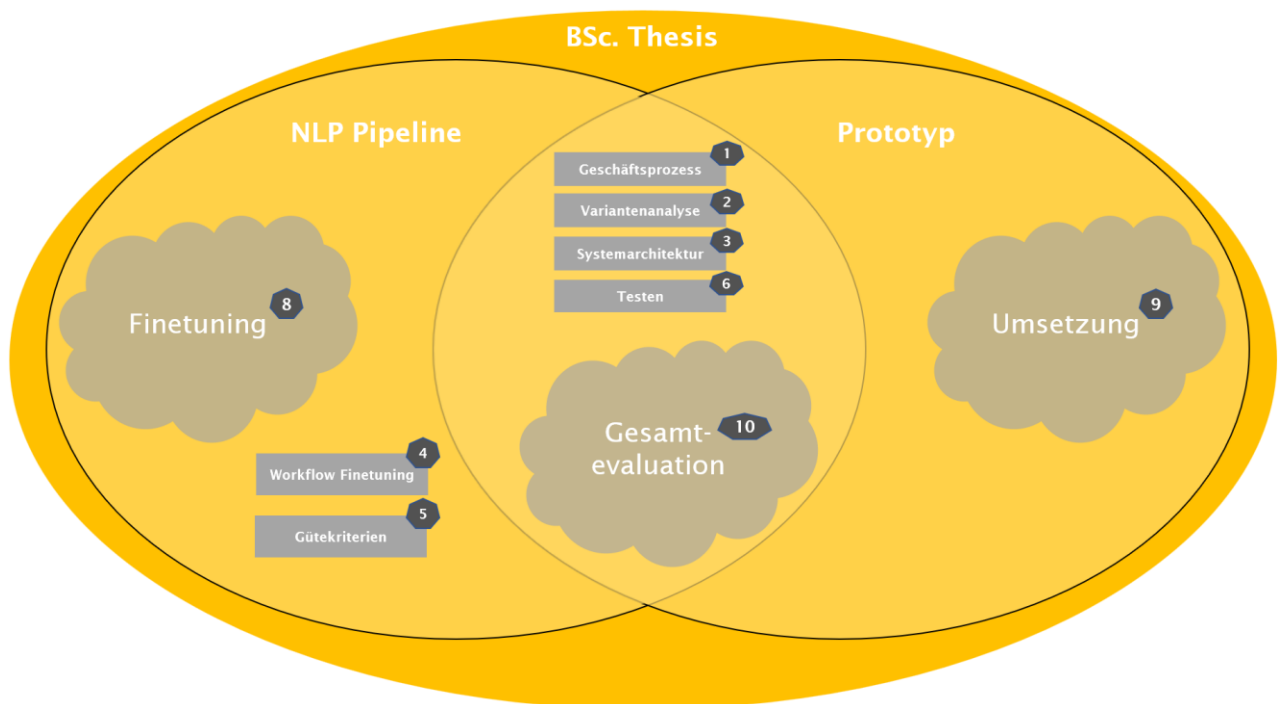 BSc. Thesis
NLP Pipeline
Prototyp
1
Geschäftsprozess
2
Variantenanalyse
3
Systemarchitektur
6
Testen
8
Finetuning
9
Umsetzung
10
Gesamt-
evaluation
4
Workflow Finetuning
5
Gütekriterien